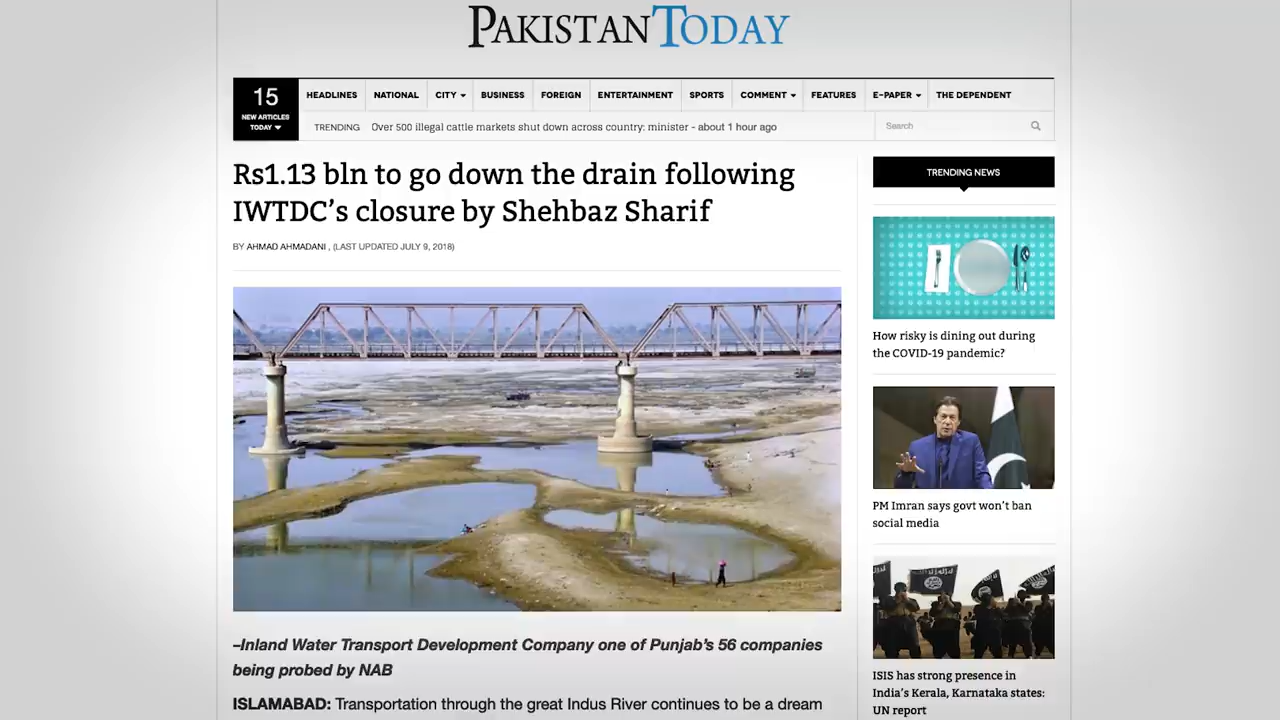 PAKISTAN TODAY
15
NEW ARTICLES
TODAY
HEADLINES
NATIONAL
CITY
BUSINESS
FOREIGN
ENTERTAINMENT
SPORTS
COMMENT
FEATURES
E-PAPER
THE DEPENDENT
TRENDING Over 500 illegal cattle markets shut down across country: minister - about 1 hour ago
Search
Rs1.13 bln to go down the drain following
IWTDC's closure by Shehbaz Sharif
BY AHMAD AHMADANI , (LAST UPDATED JULY 9, 2018)
–Inland Water Transport Development Company one of Punjab's 56 companies
being probed by NAB
ISLAMABAD: Transportation through the great Indus River continues to be a dream
TRENDING NEWS
How risky is dining out during
the COVID-19 pandemic?
PM Imran says govt won't ban
social media
ISIS has strong presence in
India's Kerala, Karnataka states:
UN report